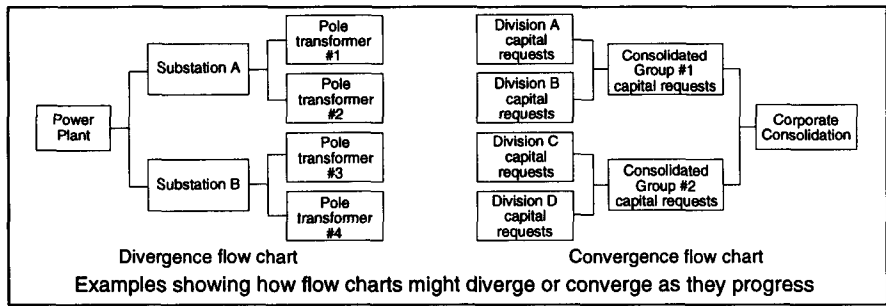 Power
Plant
Substation A
Substation B
Pole
transformer
#1
Pole
transformer
#2
Pole
transformer
#3
Pole
transformer
#4
Divergence flow chart
Division A
capital
requests
Division B
capital
requests
Division C
capital
requests
Division D
capital
requests
Consolidated
Group #1
capital requests
Consolidated
Group #2
capital requests
Corporate
Consolidation
Convergence flow chart
Examples showing how flow charts might diverge or converge as they progress